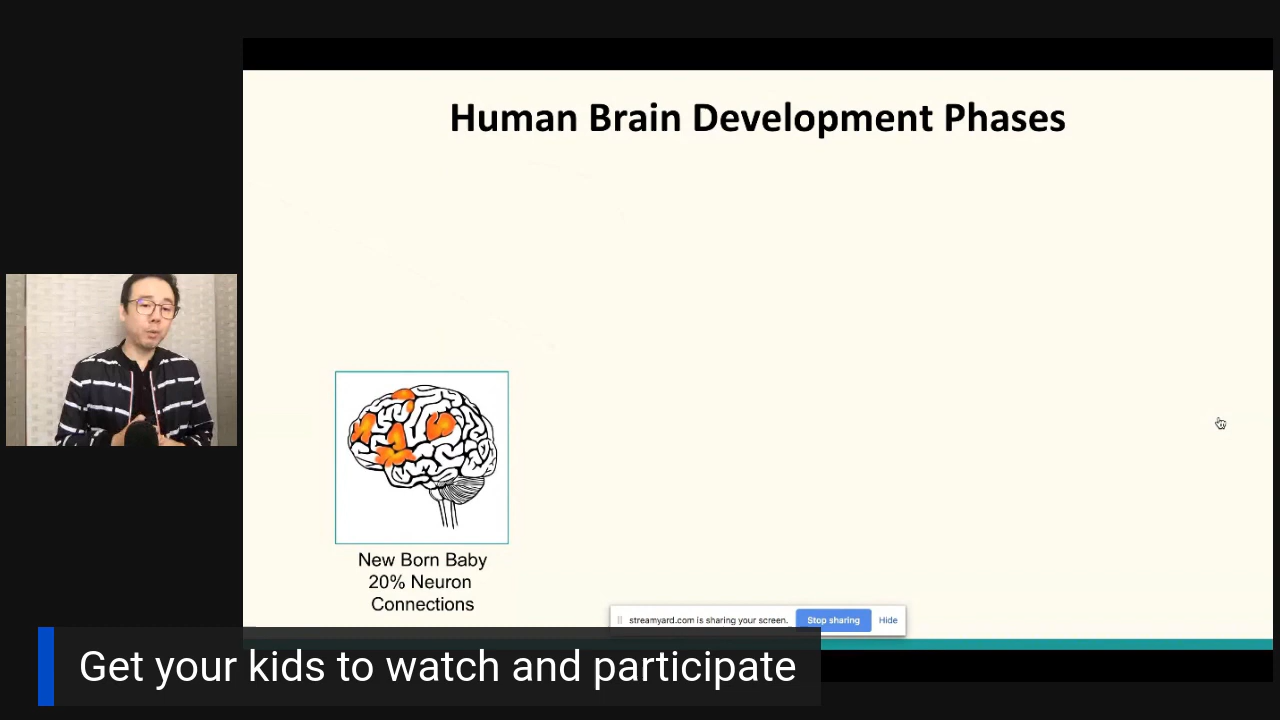 Human Brain Development Phases
New Born Baby
20% Neuron
Connections
streamyard.com is sharing your screen. Stop sharing Hide
Get your kids to watch and participate